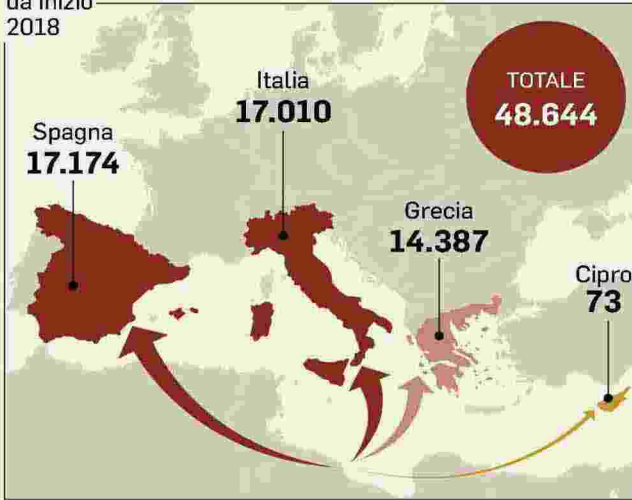 da inizio
2018
Italia
17.010
TOTALE
48.644
Spagna
17.174
Grecia
14.387
Cipro
73